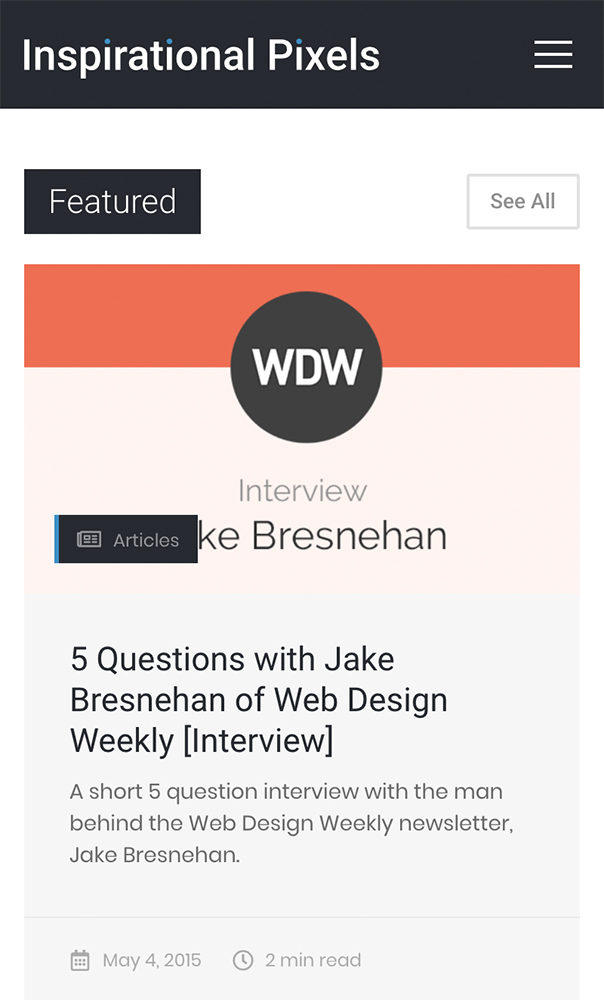 Inspirational Pixels
Featured
See All
WDW
Interview
ke Bresnehan
Articles
5 Questions with Jake
Bresnehan of Web Design
Weekly [Interview]
A short 5 question interview with the man
behind the Web Design Weekly newsletter,
Jake Bresnehan.
May 4, 2015
2 min read